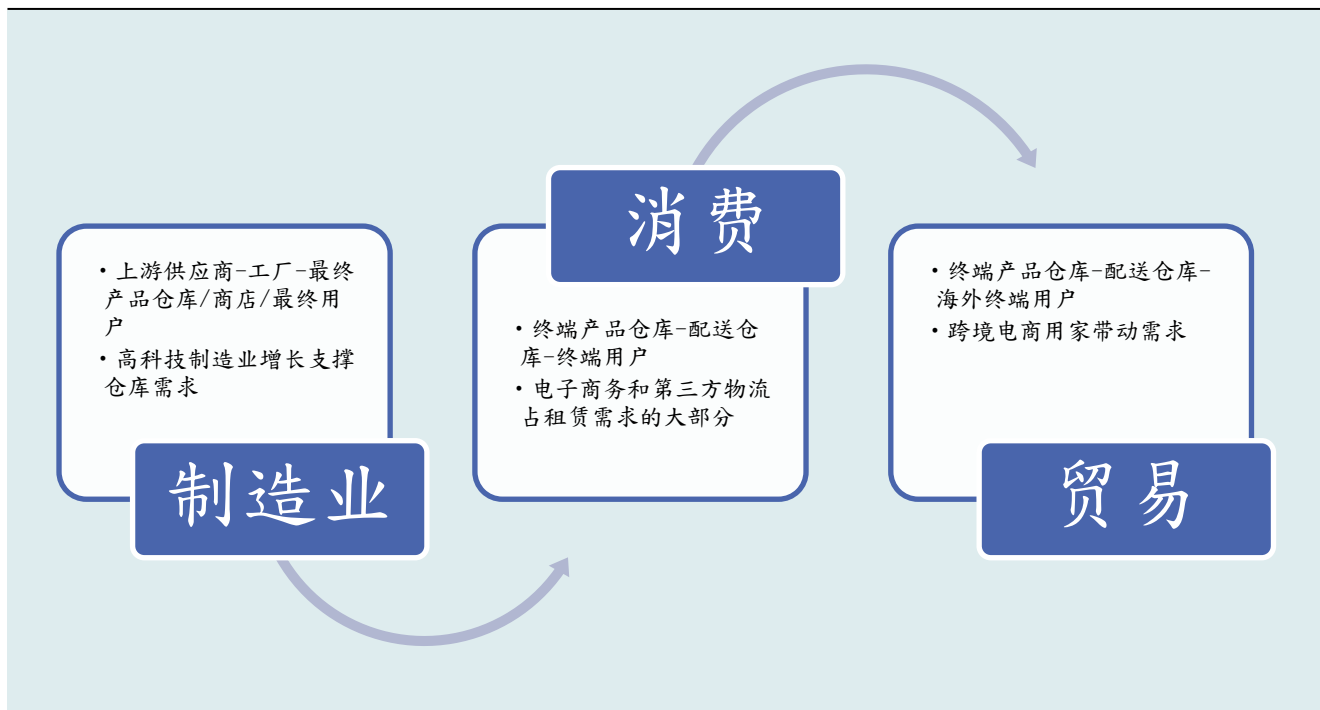 • 上游供应商-工厂-最终
产品仓库/商店/最终用
户
• 高科技制造业增长支撑
仓库需求
制造业
消费
• 终端产品仓库-配送仓
库-终端用户
• 电子商务和第三方物流
占租赁需求的大部分
• 终端产品仓库-配送仓库-
海外终端用户
• 跨境电商用家带动需求
贸易